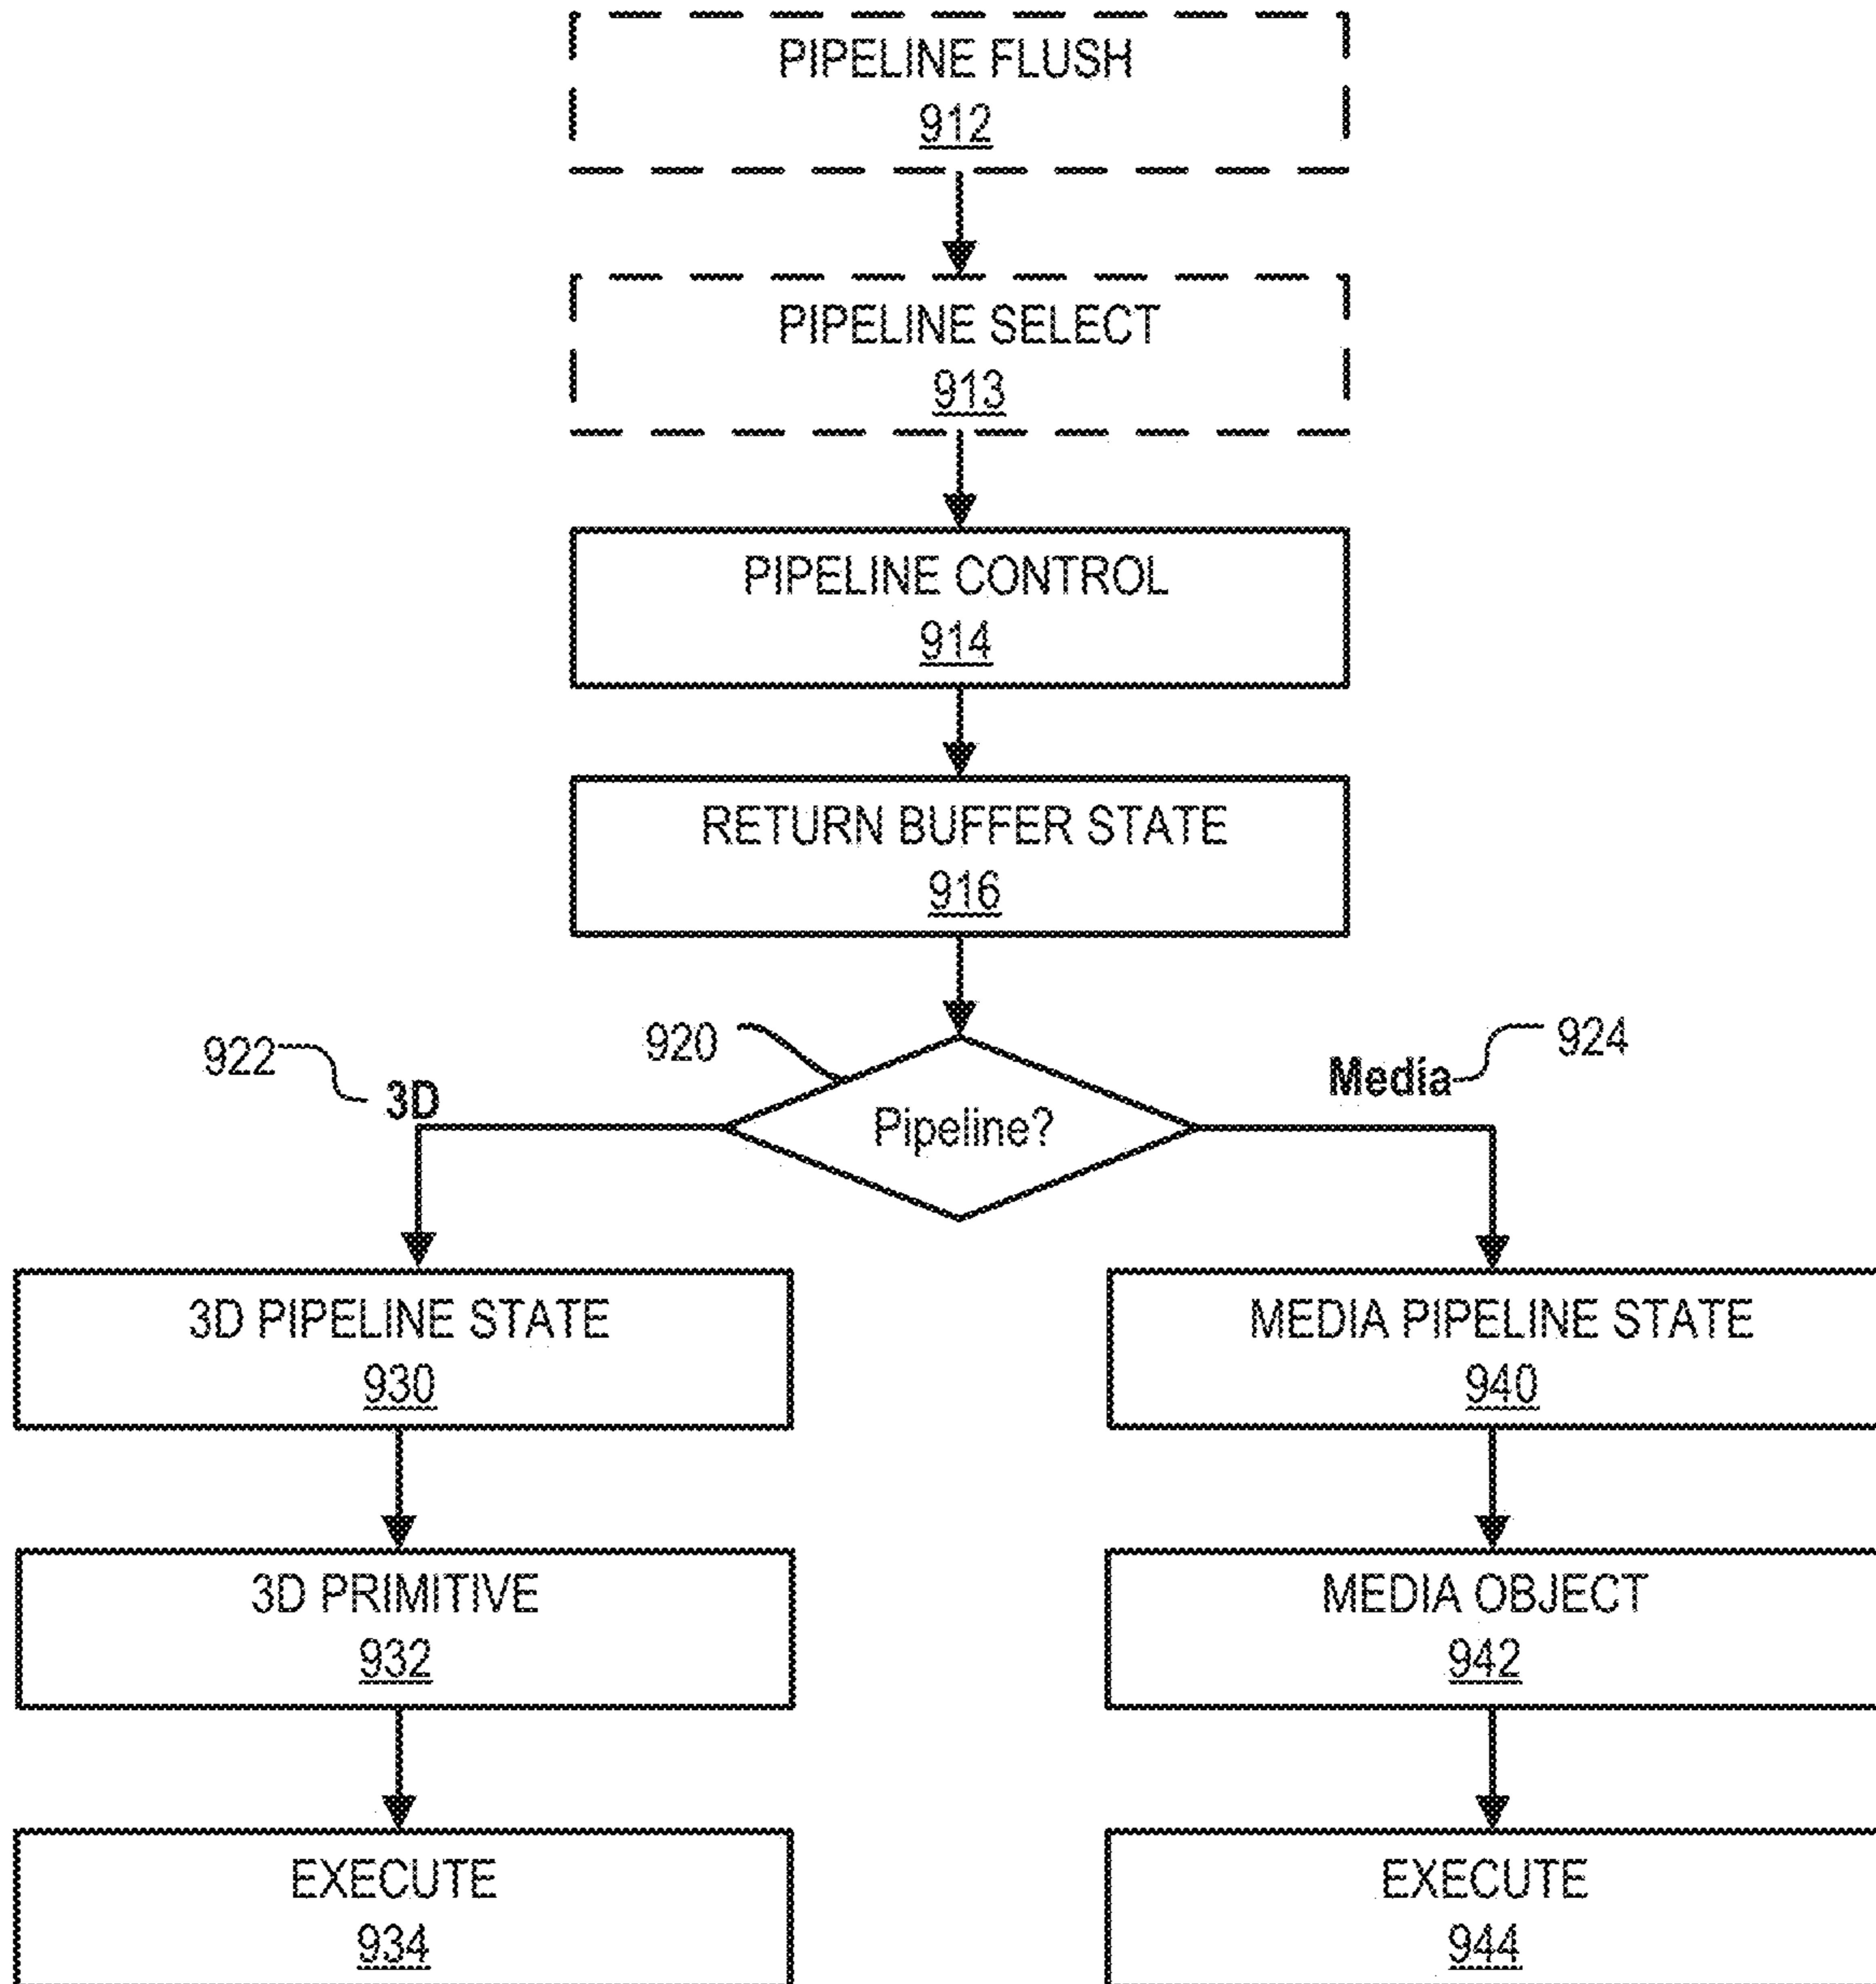 PIPELINE FLUSH
912
PIPELINE SELECT
913
PIPELINE CONTROL
914
RETURN BUFFER STATE
916
922
920
924
3D
Media
Pipeline?
3D PIPELINE STATE
930
MEDIA PIPELINE STATE
940
3D PRIMITIVE
932
MEDIA OBJECT
942
EXECUTE
934
EXECUTE
944